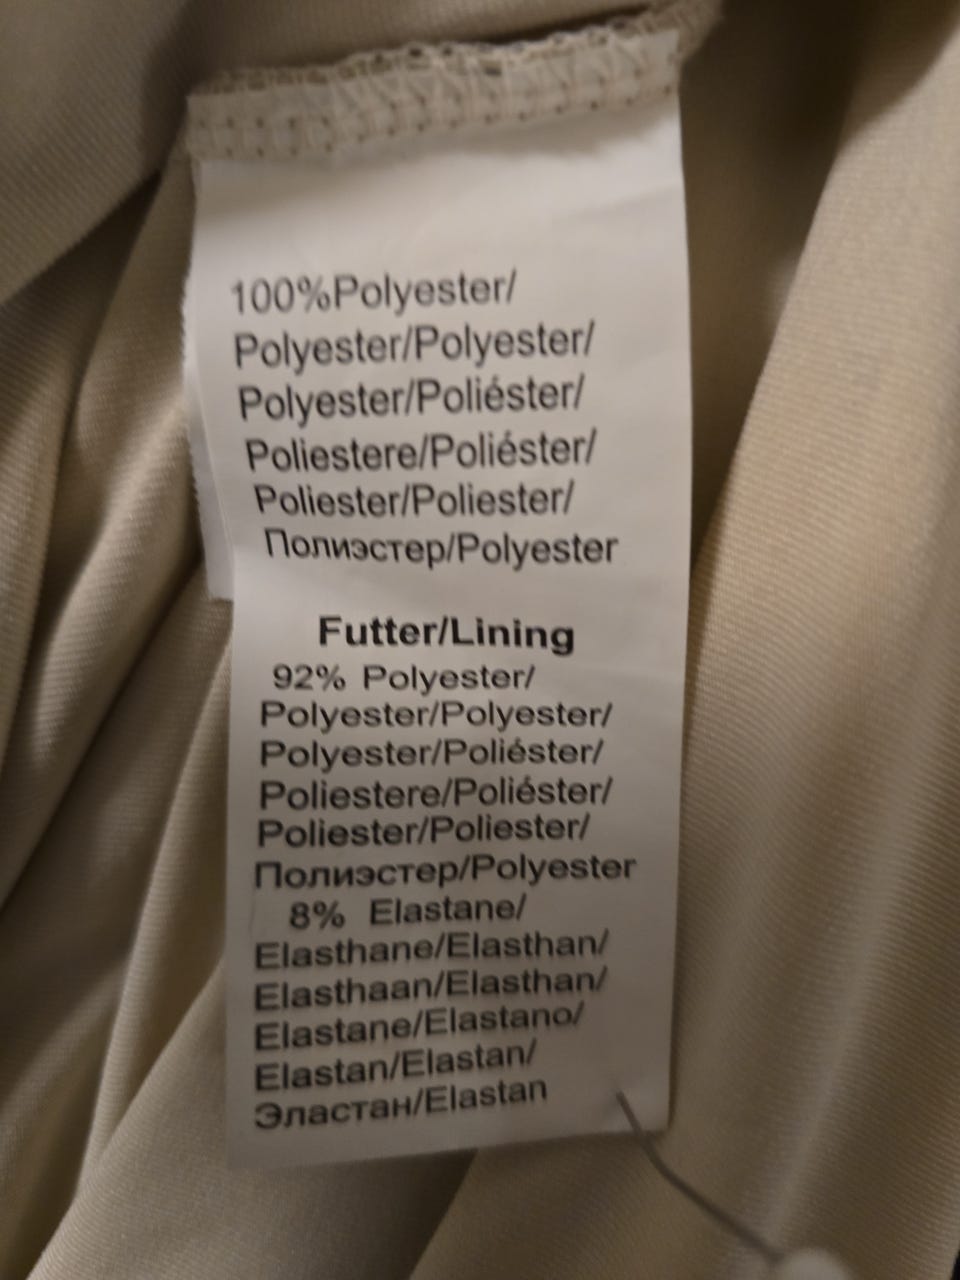 100%Polyester/
Polyester/Polyester/
Polyester/Poliéster/
Poliestere/Poliéster/
Poliester/Poliester/
Полиэстер/Polyester
Futter/Lining
92% Polyester/
Polyester/Polyester/
Polyester/Poliéster/
Poliestere/Poliéster/
Poliester/Poliester/
Полиэстер/Polyester
8% Elastane/
Elasthane/Elasthan/
Elasthaan/Elasthan/
Elastane/Elastano/
Elastan/Elastan/
Эластан/Elastan